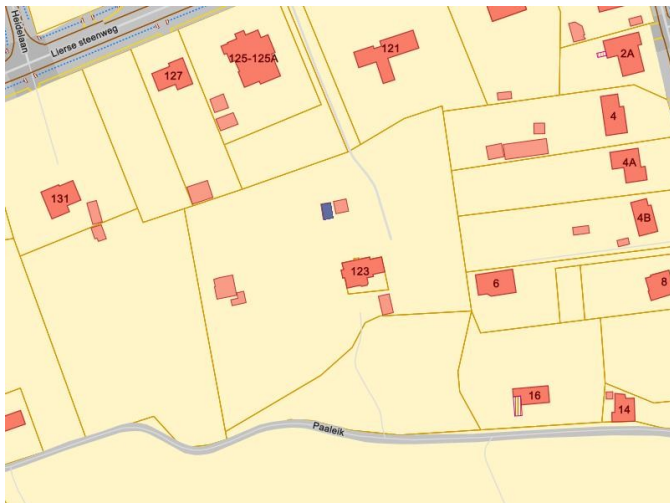 Heidelaan
Lierse steenweg
121
2A
125-125A
127
4
4A
131
4B
123
6
8
16
14
Paaleik